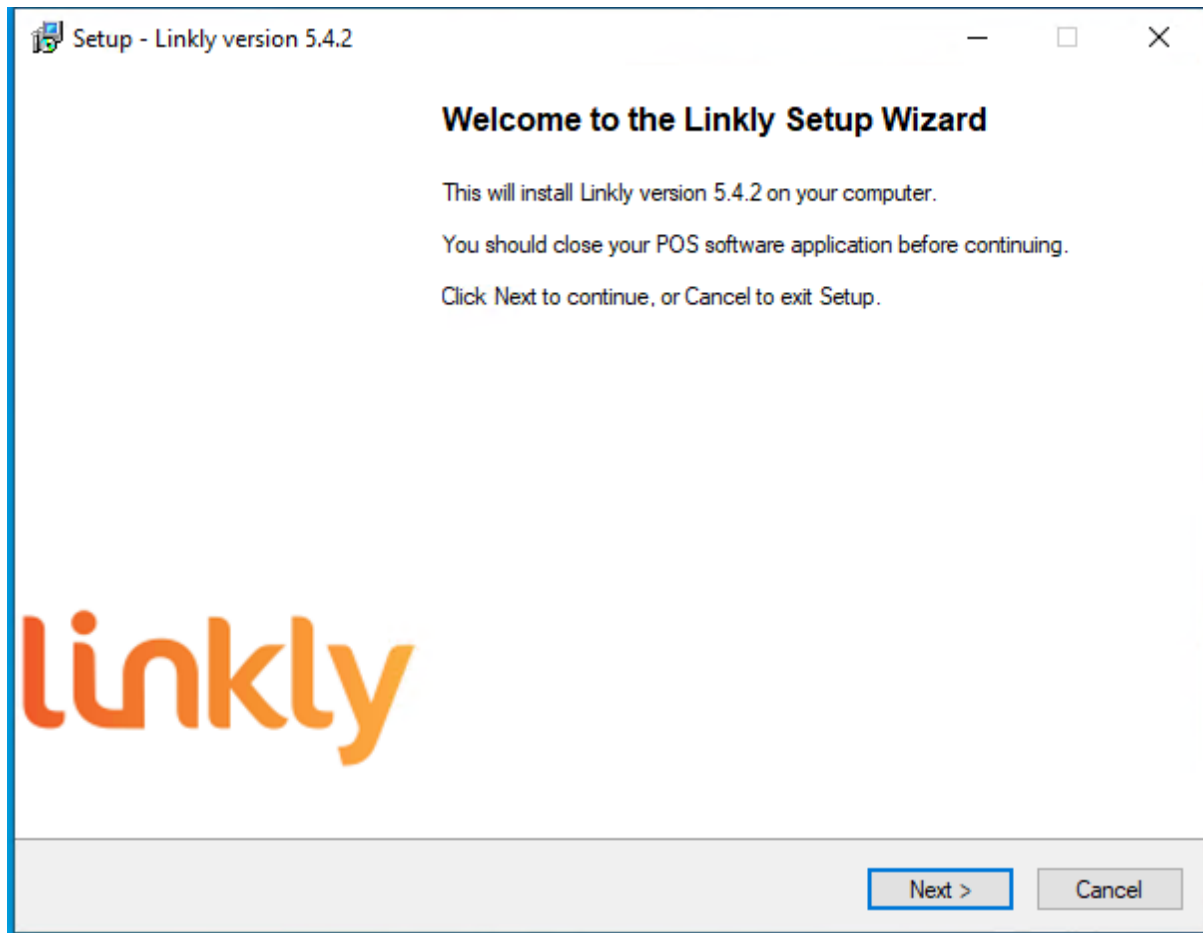 Setup - Linkly version 5.4.2
Welcome to the Linkly Setup Wizard
This will install Linkly version 5.4.2 on your computer.
You should close your POS software application before continuing.
Click Next to continue, or Cancel to exit Setup.
linkly
Next >
Cancel